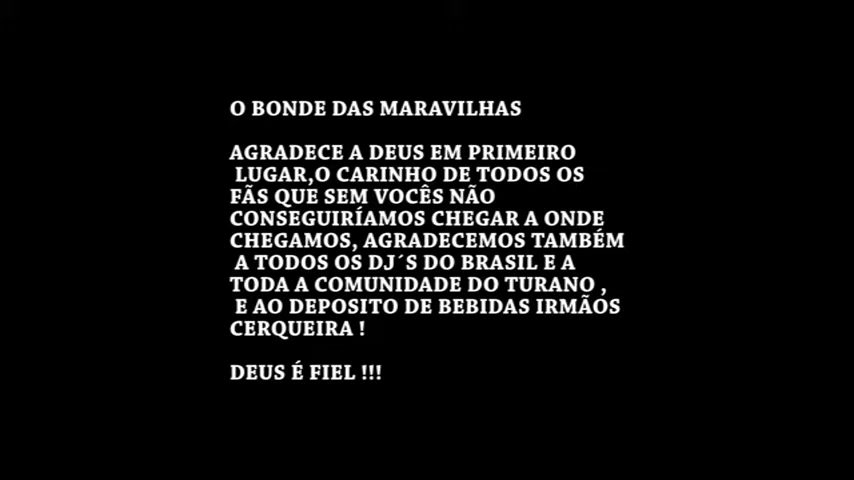 O BONDE DAS MARAVILHAS
AGRADECE A DEUS EM PRIMEIRO
LUGAR,O CARINHO DE TODOS OS
FÃS QUE SEM VOCÊS NÃO
CONSEGUIRÍAMOS CHEGAR A ONDE
CHEGAMOS, AGRADECEMOS TAMBÉM
A TODOS OS DJ´S DO BRASIL E A
TODA A COMUNIDADE DO TURANO ,
E AO DEPOSITO DE BEBIDAS IRMÃOS
CERQUEIRA !
DEUS É FIEL !!!